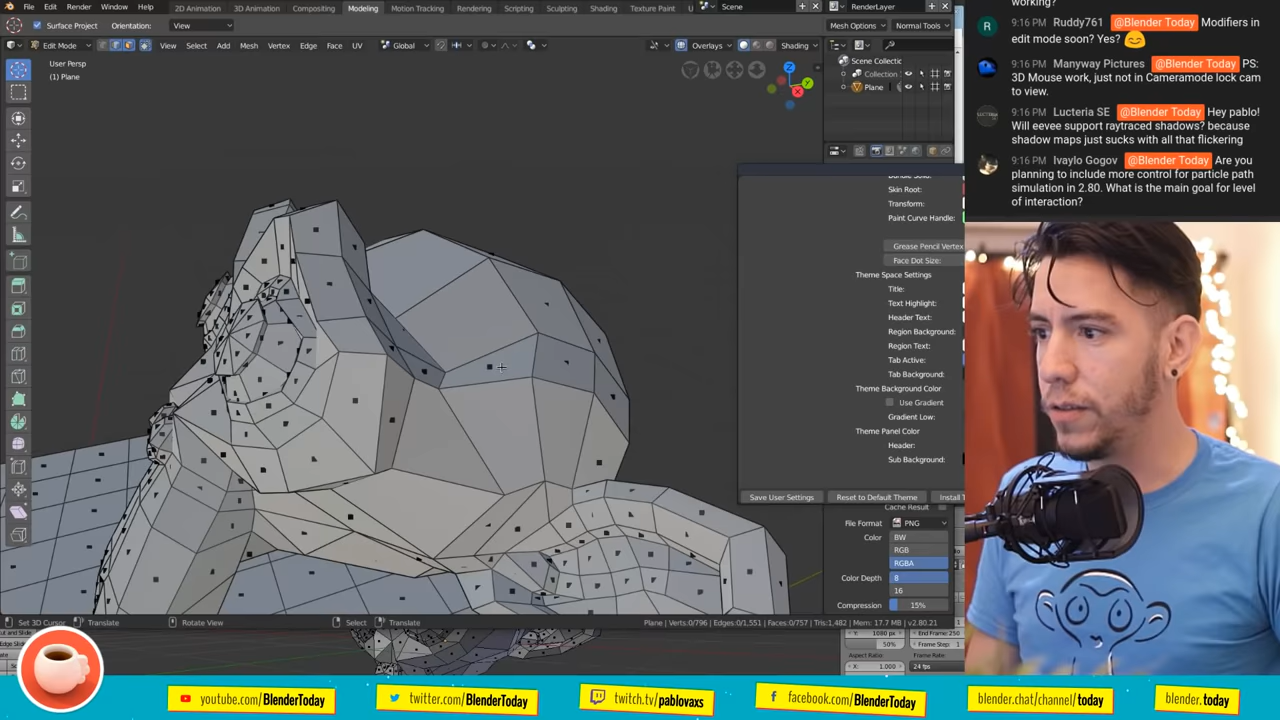 File Edit Render Window Help
2D Animation
3D Animation
Compositing
Modeling
Motion Tracking
Rendering
Scripting
Sculpting
Shading
Texture Paint
Scene
RenderLayer
Surface Project
Orientation:
View
Mesh Options
Normal Tools
Edit Mode
View Select Add Mesh Vertex Edge Face UV
Global
Overlays
Shading
User Persp
(1) Plane
Scene Collectic
Collection
Plane
Skin Root:
Transform:
Paint Curve Handle:
Grease Pencil Vertex
Face Dot Size:
Theme Space Settings
Title:
Text Highlight:
Header Text:
Region Background:
Region Text:
Tab Active:
Tab Background:
Theme Background Color
Use Gradient
Gradient Low:
Theme Panel Color
Header:
Sub Background:
Save User Settings
Reset to Default Theme
Install T
Cache Result
File Format
PNG
Color
BW
RGB
RGBA
Color Depth
8
16
Compression
15%
Set 3D Cursor
Translate
Rotate View
Select
Translate
Plane | Verts:0/796 | Edges:0/1,551 | Faces:0/757 | Tris:1,482 | Mem: 17.7 MB | v2.80.21
1080 px
50%
End Frame: 250
Frame Step: 1
Aspect Ratio
Frame Rate
X: 1.000
24 fps
working?
9:16 PM Ruddy761 @Blender Today Modifiers in
edit mode soon? Yes?
9:16 PM Manyway Pictures @Blender Today PS:
3D Mouse work, just not in Cameramode lock cam
to view.
9:16 PM Lucteria SE @Blender Today Hey pablo!
Will eevee support raytraced shadows? because
shadow maps just sucks with all that flickering
9:16 PM Ivaylo Gogov @Blender Today Are you
planning to include more control for particle path
simulation in 2.80. What is the main goal for level
of interaction?
youtube.com/BlenderToday
twitter.com/BlenderToday
twitch.tv/pablovaxs
facebook.com/BlenderToday
blender.chat/channel/today
blender.today